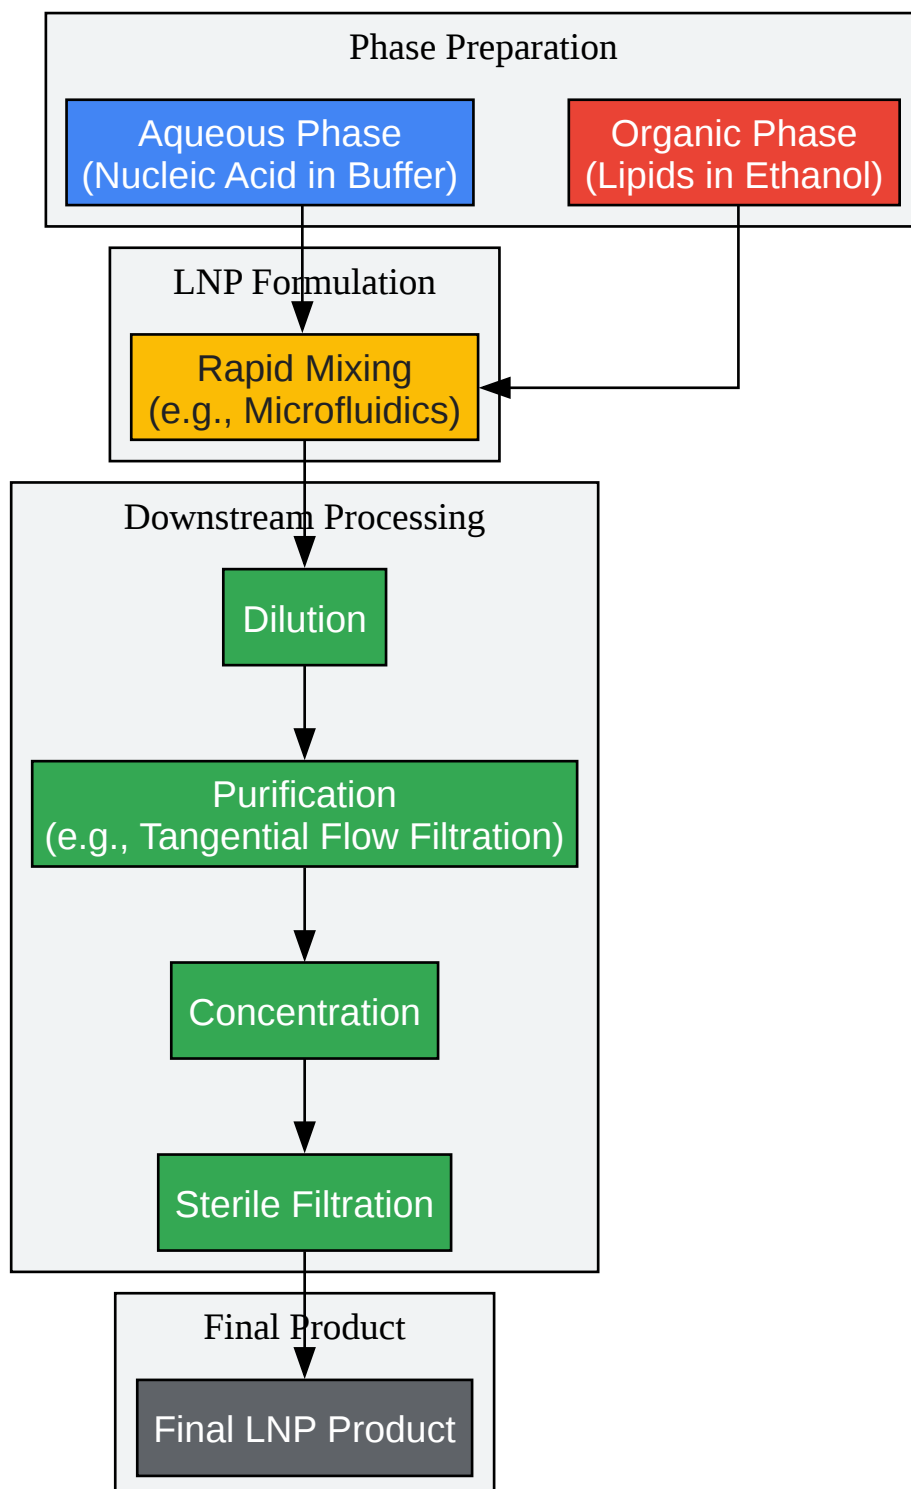 Phase Preparation
Aqueous Phase
(Nucleic Acid in Buffer)
Organic Phase
(Lipids in Ethanol)
LNP Formulation
Rapid Mixing
(e.g., Microfluidics)
Downstream Processing
Dilution
Purification
(e.g., Tangential Flow Filtration)
Concentration
Sterile Filtration
Final Product
Final LNP Product